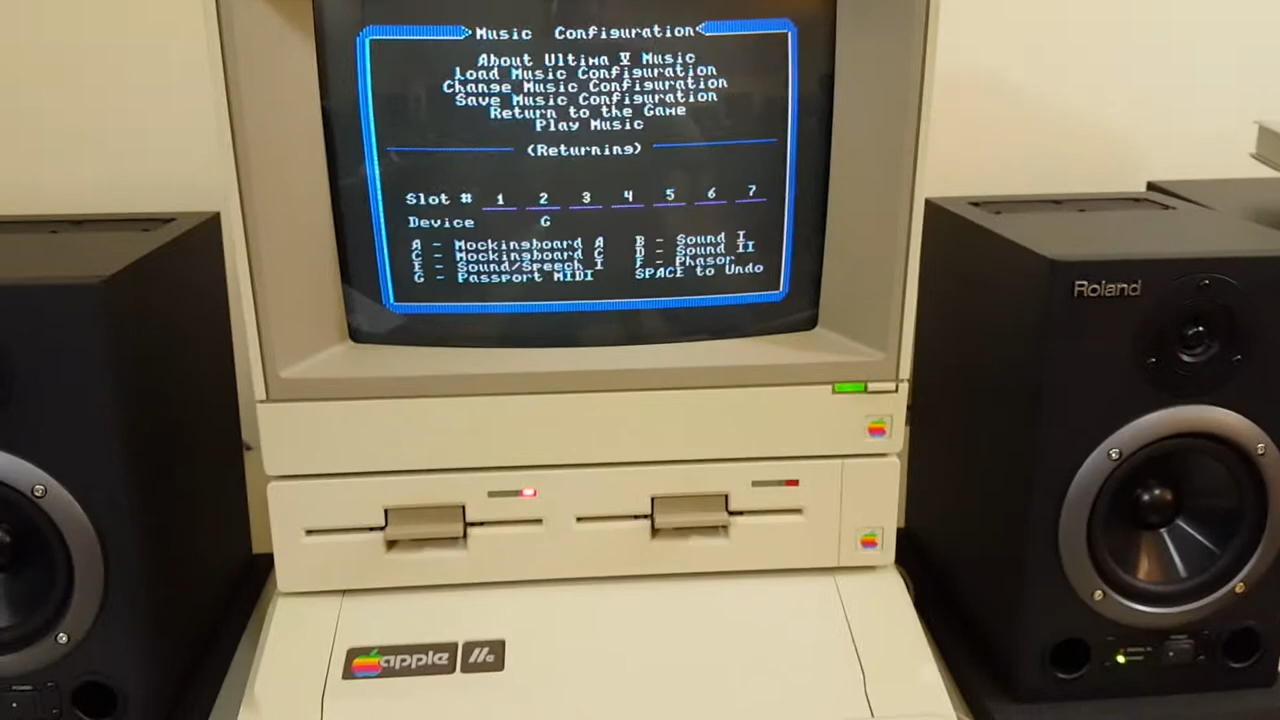 Music Configuration
About Ultima V Music
Load Music Configuration
Change Music Configuration
Save Music Configuration
Return to the Game
Play Music
(Returning)
Slot # 1 2 3 4 5 6 7
Device G
A - Mockingboard A B - Sound I
C - Mockingboard C D - Sound II
E - Sound/Speech I F - Phasor
G - Passport MIDI SPACE to Undo
Roland
apple //e